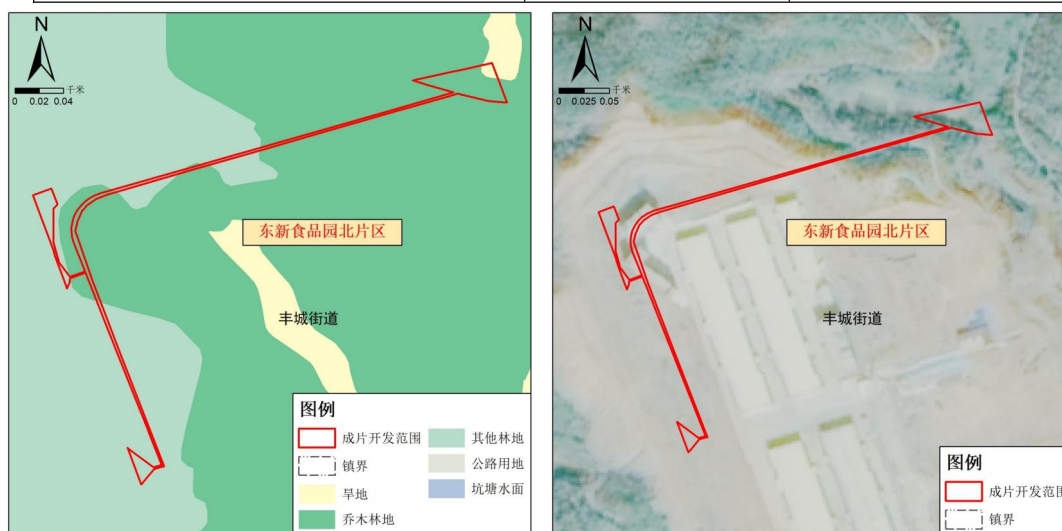 N
千米
0 0.02 0.04
东新食品园北片区
丰城街道
图例
成片开发范围
其他林地
镇界
公路用地
旱地
坑塘水面
乔木林地
N
千米
0 0.025 0.05
东新食品园北片区
丰城街道
图例
成片开发范围
镇界